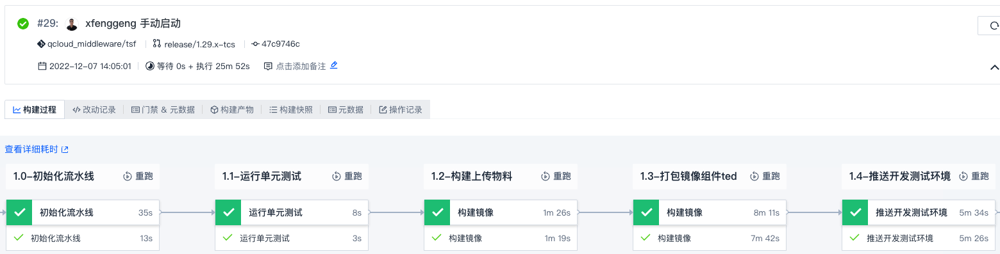 #29: xfenggeng 手动启动
qcloud_middleware/tsf release/1.29.x-tcs 47c9746c
2022-12-07 14:05:01 等待 0s + 执行 25m 52s 点击添加备注
构建过程 改动记录 门禁 & 元数据 构建产物 构建快照 元数据 操作记录
查看详细耗时
1.0-初始化流水线 重跑 1.1-运行单元测试 重跑 1.2-构建上传物料 重跑 1.3-打包镜像组件ted 重跑 1.4-推送开发测试环境 重跑
初始化流水线 35s 运行单元测试 8s 构建镜像 1m 26s 构建镜像 8m 11s 推送开发测试环境 5m 34s
初始化流水线 13s 运行单元测试 3s 构建镜像 1m 19s 构建镜像 7m 42s 推送开发测试环境 5m 26s